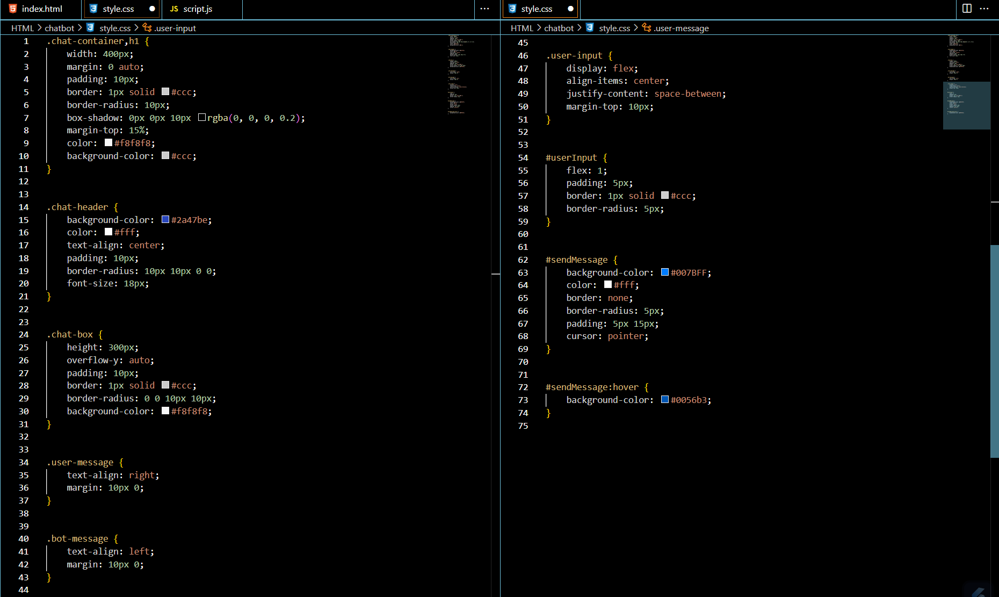 index.html
style.css
JS script.js
...
style.css
...
HTML > chatbot > style.css > .user-input
1 .chat-container,h1 {
2 width: 400px;
3 margin: 0 auto;
4 padding: 10px;
5 border: 1px solid #ccc;
6 border-radius: 10px;
7 box-shadow: 0px 0px 10px rgba(0, 0, 0, 0.2);
8 margin-top: 15%;
9 color: #f8f8f8;
10 background-color: #ccc;
11 }
12
13
14 .chat-header {
15 background-color: #2a47be;
16 color: #fff;
17 text-align: center;
18 padding: 10px;
19 border-radius: 10px 10px 0 0;
20 font-size: 18px;
21 }
22
23
24 .chat-box {
25 height: 300px;
26 overflow-y: auto;
27 padding: 10px;
28 border: 1px solid #ccc;
29 border-radius: 0 0 10px 10px;
30 background-color: #f8f8f8;
31 }
32
33
34 .user-message {
35 text-align: right;
36 margin: 10px 0;
37 }
38
39
40 .bot-message {
41 text-align: left;
42 margin: 10px 0;
43 }
44
HTML > chatbot > style.css > .user-message
45
46 .user-input {
47 display: flex;
48 align-items: center;
49 justify-content: space-between;
50 margin-top: 10px;
51 }
52
53
54 #userInput {
55 flex: 1;
56 padding: 5px;
57 border: 1px solid #ccc;
58 border-radius: 5px;
59 }
60
61
62 #sendMessage {
63 background-color: #007BFF;
64 color: #fff;
65 border: none;
66 border-radius: 5px;
67 padding: 5px 15px;
68 cursor: pointer;
69 }
70
71
72 #sendMessage:hover {
73 background-color: #0056b3;
74 }
75